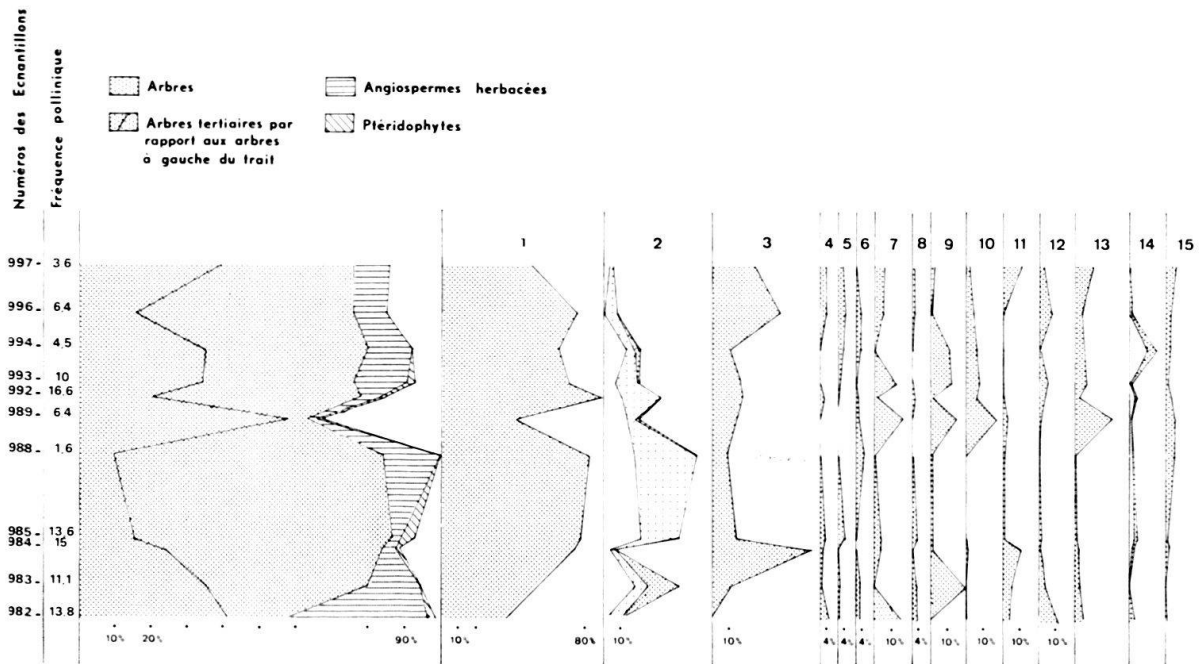 Numéros des Ecnantillons
Fréquence pollinique
Arbres
Arbres tertiaires par
rapport aux arbres
à gauche du trait
Angiospermes herbacées
Ptéridophytes
1 2 3 4 5 6 7 8 9 10 11 12 13 14 15
997 3.6
996 6.4
994 4.5
993 10
992 16.6
989 6.4
988 1.6
985 13.6
984 15
983 11,1
982 13.8
10% 20% 90% 10% 80% 10% 10% 4% 4% 4% 10% 4% 10% 10% 10% 10%